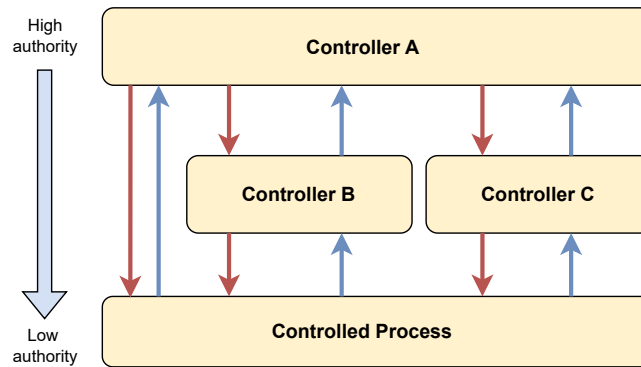 High
authority
Controller A
Controller B
Controller C
Controlled Process
Low
authority